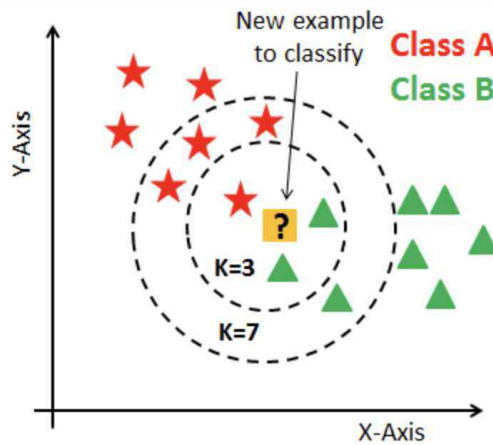 New example
to classify
Class A
Class B
Y-Axis
?
K=3
K=7
X-Axis